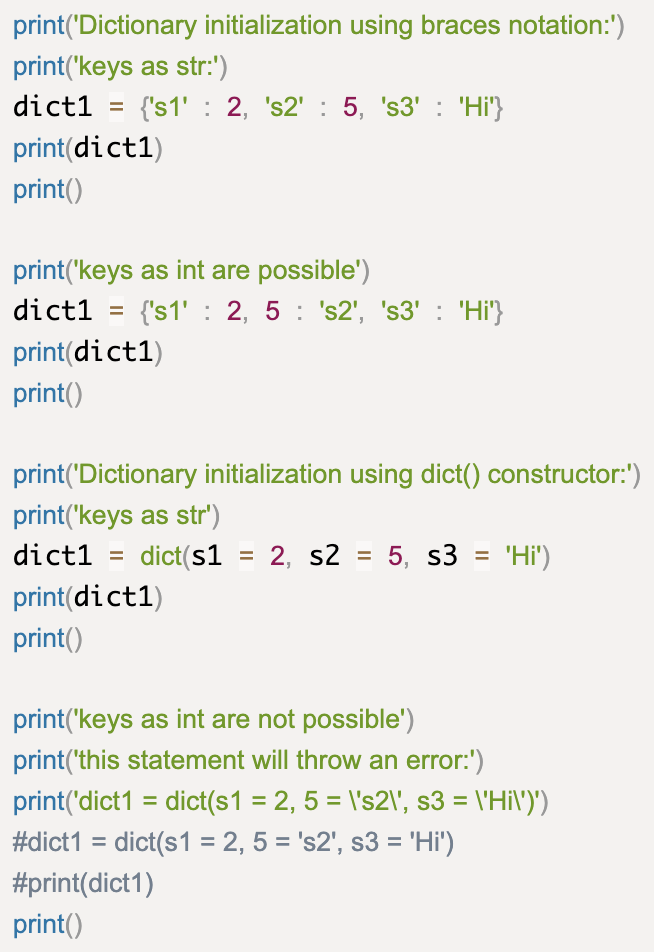 print('Dictionary initialization using braces notation:')
print('keys as str:')
dict1 = {'s1' : 2, 's2' : 5, 's3' : 'Hi'}
print(dict1)
print()
print('keys as int are possible')
dict1 = {'s1' : 2, 5 : 's2', 's3' : 'Hi'}
print(dict1)
print()
print('Dictionary initialization using dict() constructor:')
print('keys as str')
dict1 = dict(s1 = 2, s2 = 5, s3 = 'Hi')
print(dict1)
print()
print('keys as int are not possible')
print('this statement will throw an error:')
print('dict1 = dict(s1 = 2, 5 = \'s2\', s3 = \'Hi\')')
#dict1 = dict(s1 = 2, 5 = 's2', s3 = 'Hi')
#print(dict1)
print()